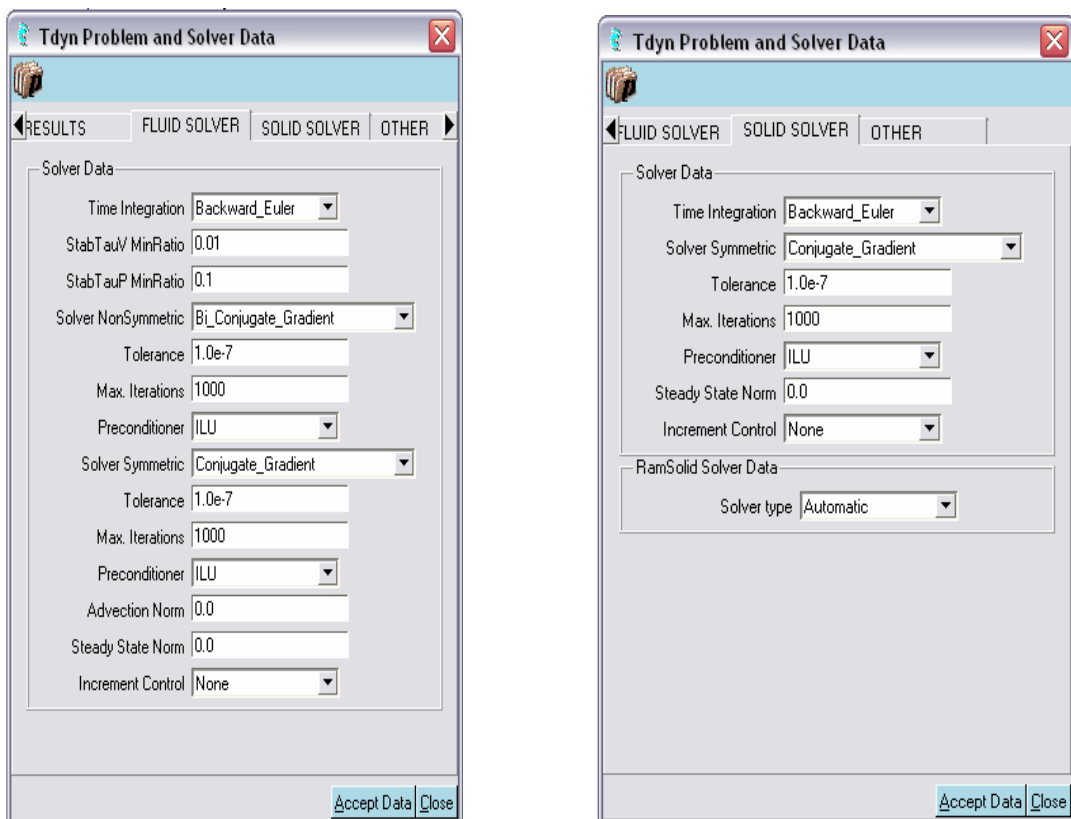 Tdyn Problem and Solver Data
RESULTS FLUID SOLVER SOLID SOLVER OTHER
Solver Data
Time Integration Backward_Euler
StabTauV MinRatio 0.01
StabTauP MinRatio 0.1
Solver NonSymmetric Bi_Conjugate_Gradient
Tolerance 1.0e-7
Max. Iterations 1000
Preconditioner ILU
Solver Symmetric Conjugate_Gradient
Tolerance 1.0e-7
Max. Iterations 1000
Preconditioner ILU
Advection Norm 0.0
Steady State Norm 0.0
Increment Control None
Accept Data Close
Tdyn Problem and Solver Data
FLUID SOLVER SOLID SOLVER OTHER
Solver Data
Time Integration Backward_Euler
Solver Symmetric Conjugate_Gradient
Tolerance 1.0e-7
Max. Iterations 1000
Preconditioner ILU
Steady State Norm 0.0
Increment Control None
RamSolid Solver Data
Solver type Automatic
Accept Data Close